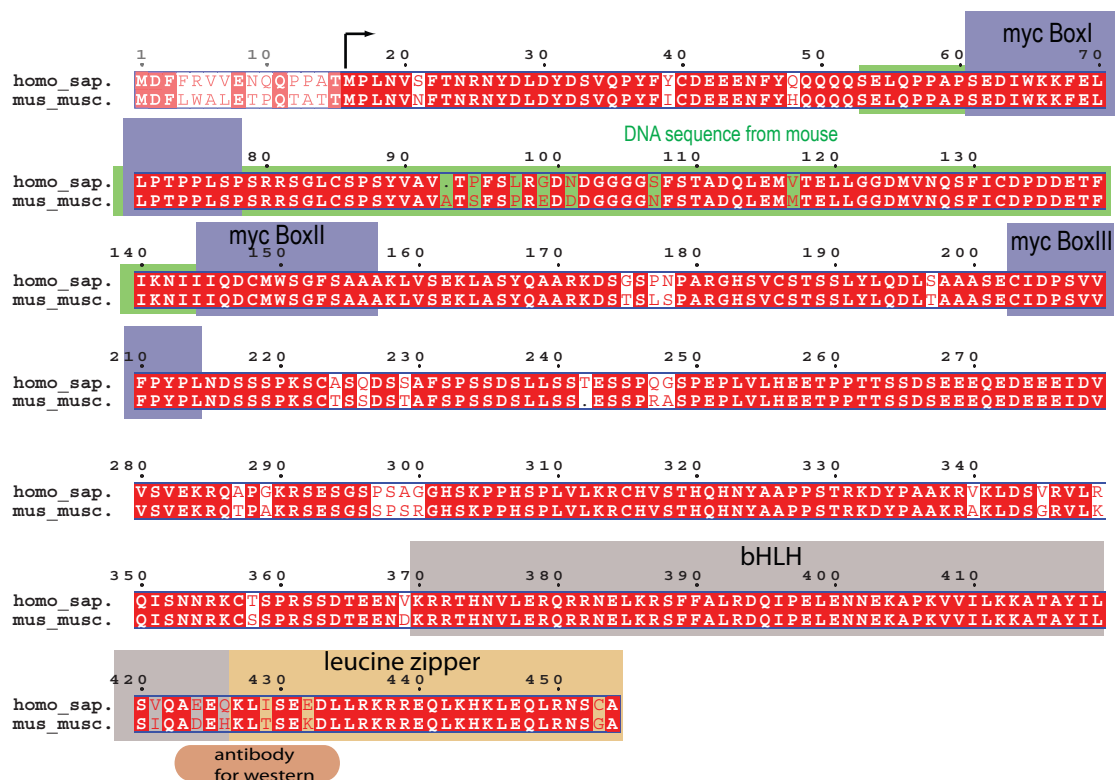 myc BoxI
1 10 20 30 40 50 60 70
homo_sap. MDFFRVVENQQPPATMPLNVSFTNRNYDLDYDSVQPYFYCDEEENFYQQQQQSELQPPAPSEDIWKKFEL
mus_musc. MDFLWALETPQTATTMPLNVNFTNRNYDLDYDSVQPYFICDEEENFYHQQQQSELQPPAPSEDIWKKFEL
DNA sequence from mouse
80 90 100 110 120 130
homo_sap. LPTPPLSPSRRSGLCSPSYVAV.TPFSLRGDNDGGGGSFSTADQLEMVTELLGGDMVNQSFICDPDDETF
mus_musc. LPTPPLSPSRRSGLCSPSYVAVATSFSPREDDDGGGGNFSTADQLEMMTELLGGDMVNQSFICDPDDETF
myc BoxII myc BoxIII
140 150 160 170 180 190 200
homo_sap. IKNIIIQDCMWSGFSAAAKLVSEKLASYQAARKDSGSPNPARGHSVCSTSSLYLQDLSAAASECIDPSVV
mus_musc. IKNIIIQDCMWSGFSAAAKLVSEKLASYQAARKDSTSLSPARGHSVCSTSSLYLQDLTAAASECIDPSVV
210 220 230 240 250 260 270
homo_sap. FPYPLNDSSSPKSCASQDSSAFSPSSDSLLSSTESSPQGSPEPLVLHEETPPTTSSDSEEEQEDEEEIDV
mus_musc. FPYPLNDSSSPKSCTSSDSTAFSPSSDSLLSS.ESSPRASPEPLVLHEETPPTTSSDSEEEQEDEEEIDV
280 290 300 310 320 330 340
homo_sap. VSVEKRQAPGKRSESGSPSAGGHSKPPHSPLVLKRCHVSTHQHNYAAPPSTRKDYPAAKRVKLDSVRVLR
mus_musc. VSVEKRQTPAKRSESGSSPSRGHSKPPHSPLVLKRCHVSTHQHNYAAPPSTRKDYPAAKRAKLDSGRVLK
bHLH
350 360 370 380 390 400 410
homo_sap. QISNNRKCTSPRSSDTEENVKRRTHNVLERQRRNELKRSFFALRDQIPELENNEKAPKVVILKKATAYIL
mus_musc. QISNNRKCSSPRSSDTEENDKRRTHNVLERQRRNELKRSFFALRDQIPELENNEKAPKVVILKKATAYIL
leucine zipper
420 430 440 450
homo_sap. SVQAEEQKLISEEDLLRKRREQLKHKLEQLRNSCA
mus_musc. SIQADEHKLTSEKDLLRKRREQLKHKLEQLRNSGA
antibody
for western